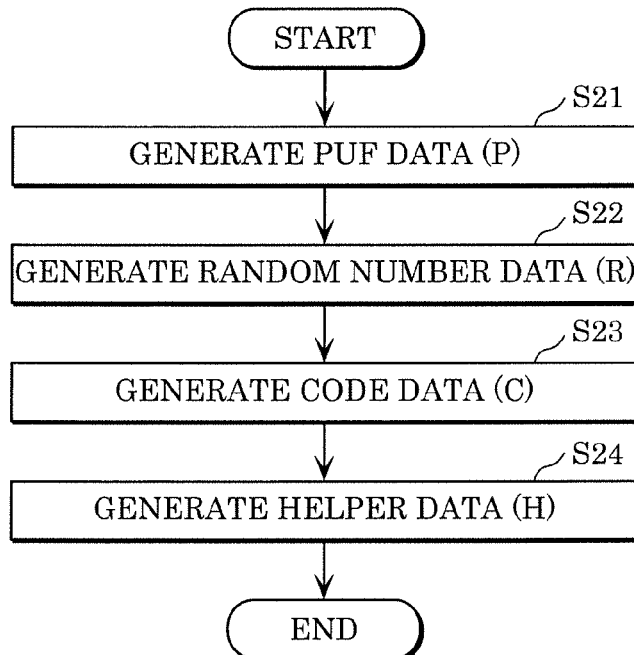 START
S21
GENERATE PUF DATA (P)
S22
GENERATE RANDOM NUMBER DATA (R)
S23
GENERATE CODE DATA (C)
S24
GENERATE HELPER DATA (H)
END